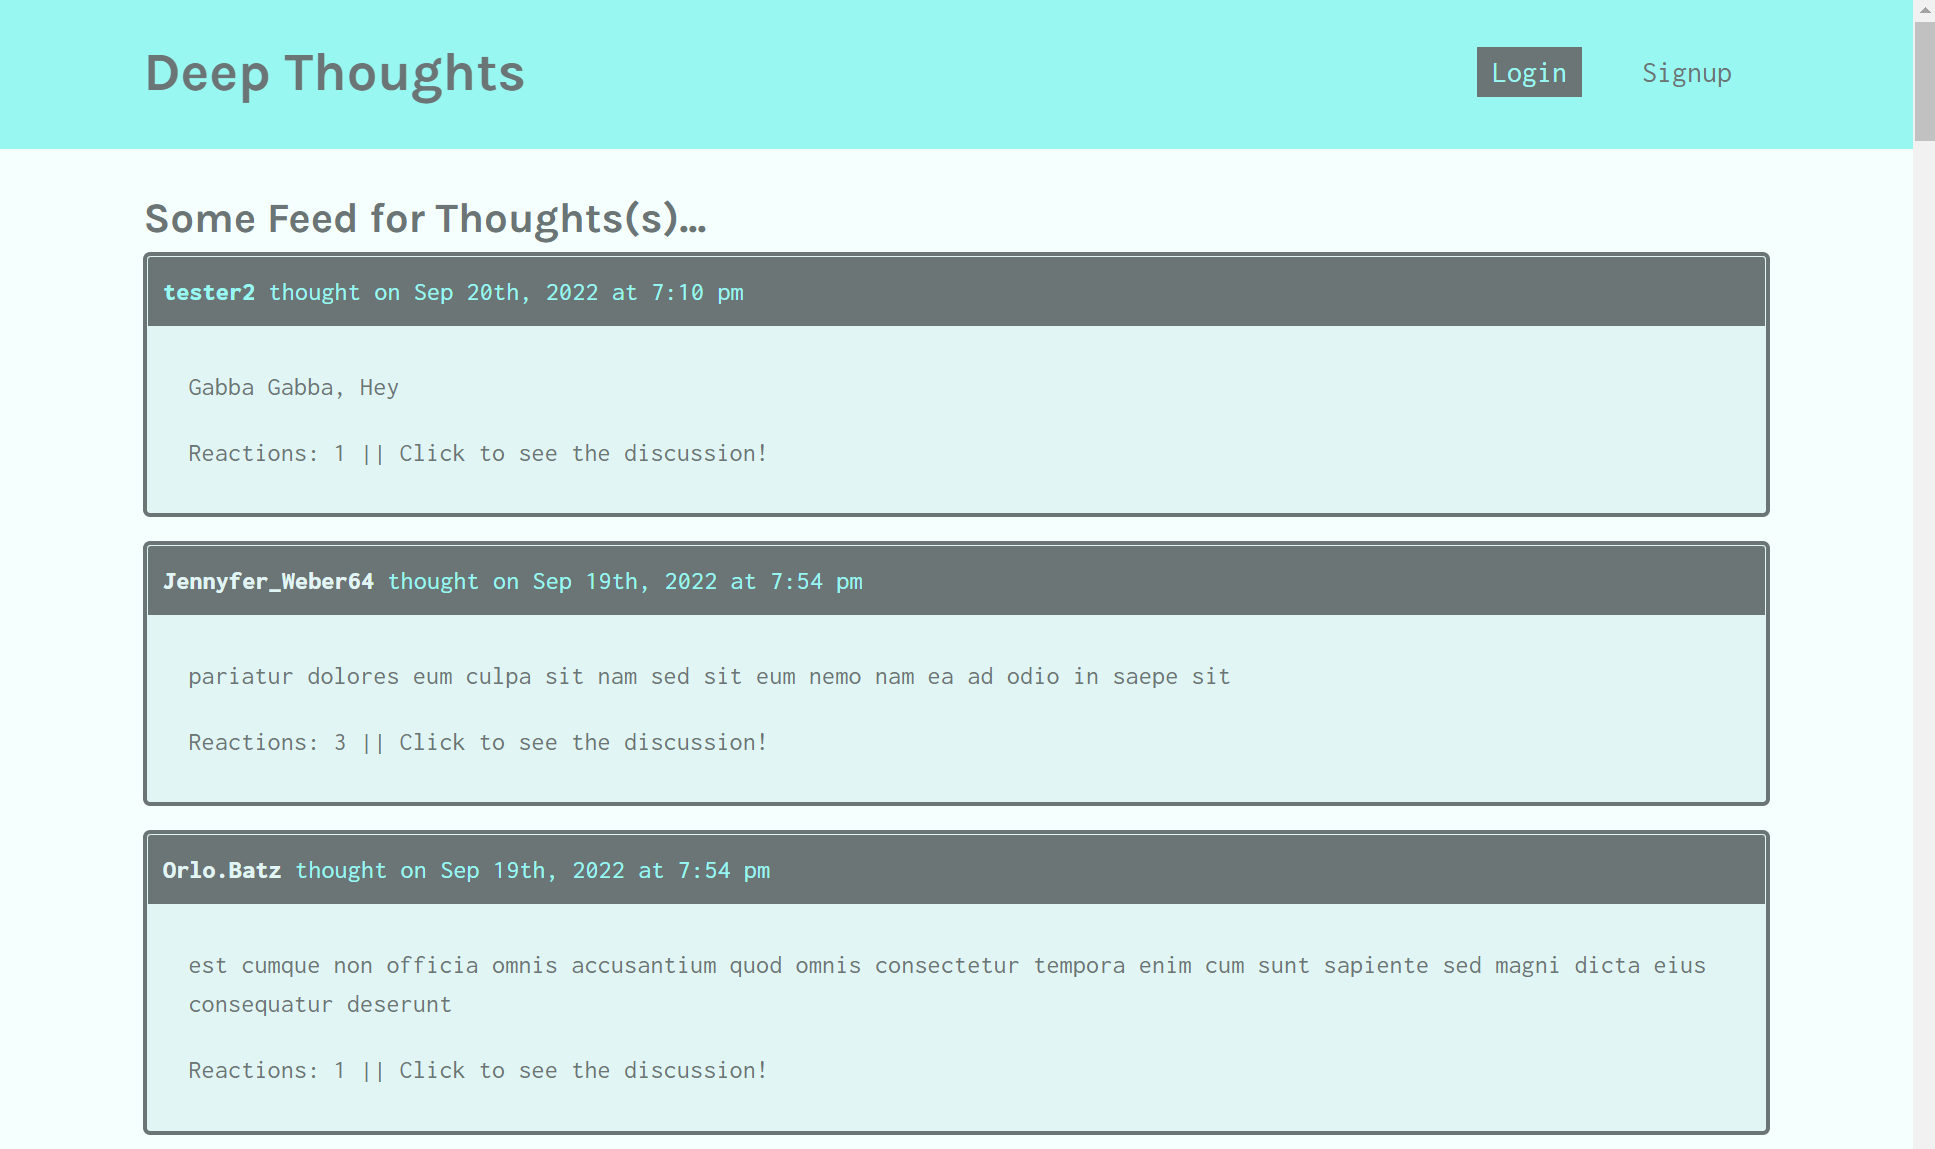 Deep Thoughts
Login
Signup
Some Feed for Thoughts(s)...
tester2 thought on Sep 20th, 2022 at 7:10 pm
Gabba Gabba, Hey
Reactions: 1 || Click to see the discussion!
Jennyfer_Weber64 thought on Sep 19th, 2022 at 7:54 pm
pariatur dolores eum culpa sit nam sed sit eum nemo nam ea ad odio in saepe sit
Reactions: 3 || Click to see the discussion!
Orlo.Batz thought on Sep 19th, 2022 at 7:54 pm
est cumque non officia omnis accusantium quod omnis consectetur tempora enim cum sunt sapiente sed magni dicta eius
consequatur deserunt
Reactions: 1 || Click to see the discussion!